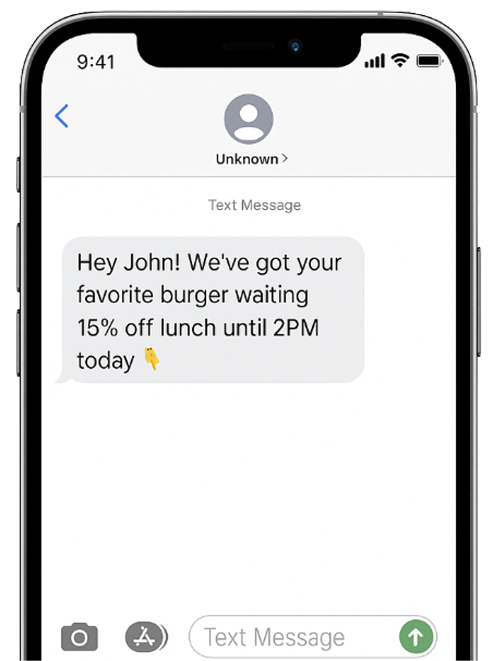 9:41
Unknown >
Text Message
Hey John! We've got your
favorite burger waiting
15% off lunch until 2PM
today 👇
Text Message